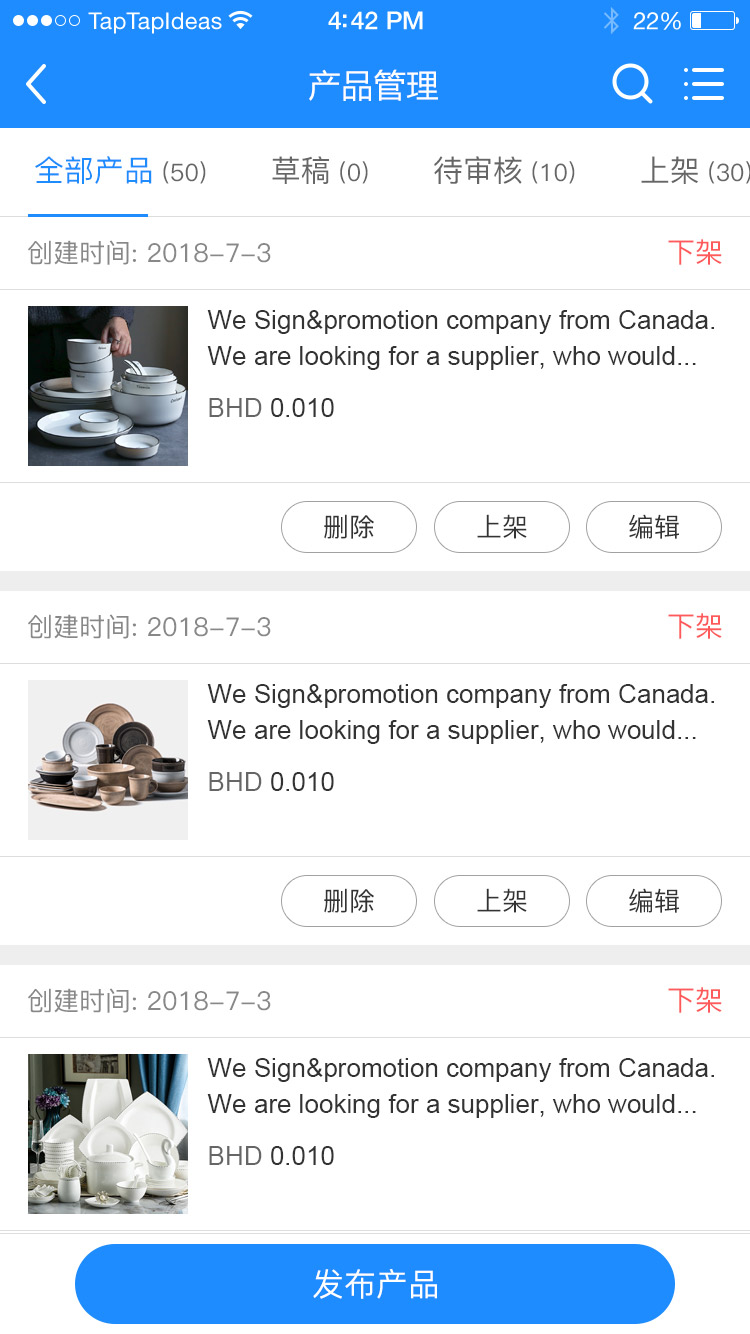 TapTapIdeas 4:42 PM 22%
产品管理
全部产品 (50) 草稿 (0) 待审核 (10) 上架 (30)
创建时间: 2018-7-3 下架
We Sign&promotion company from Canada.
We are looking for a supplier, who would...
BHD 0.010
删除 上架 编辑
创建时间: 2018-7-3 下架
We Sign&promotion company from Canada.
We are looking for a supplier, who would...
BHD 0.010
删除 上架 编辑
创建时间: 2018-7-3 下架
We Sign&promotion company from Canada.
We are looking for a supplier, who would...
BHD 0.010
发布产品